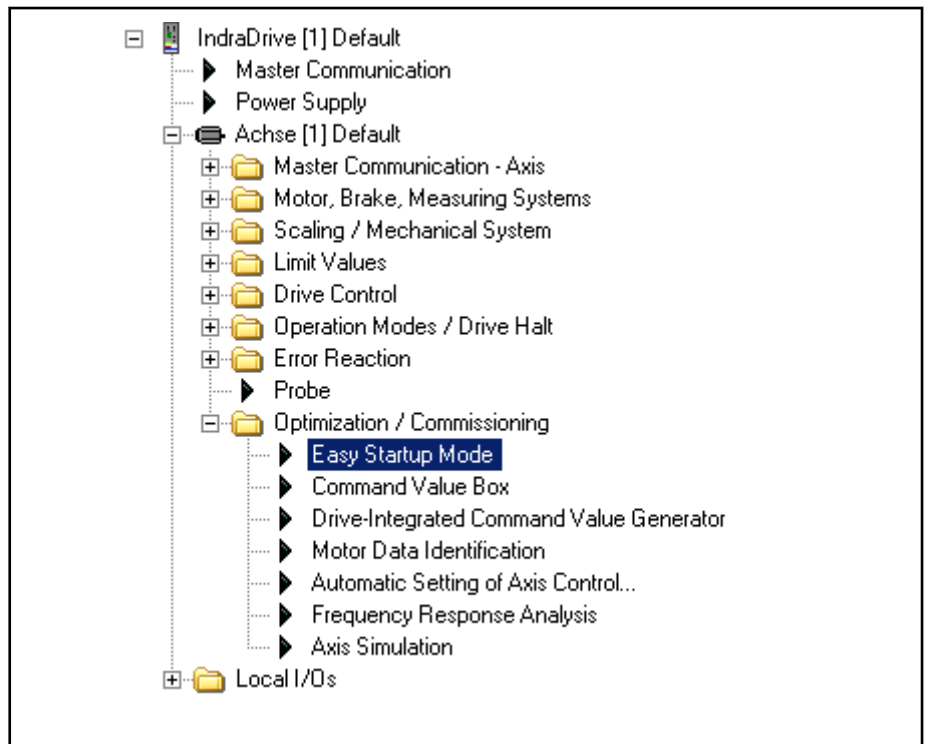 IndraDrive [1] Default
Master Communication
Power Supply
Achse [1] Default
Master Communication - Axis
Motor, Brake, Measuring Systems
Scaling / Mechanical System
Limit Values
Drive Control
Operation Modes / Drive Halt
Error Reaction
Probe
Optimization / Commissioning
Easy Startup Mode
Command Value Box
Drive-Integrated Command Value Generator
Motor Data Identification
Automatic Setting of Axis Control...
Frequency Response Analysis
Axis Simulation
Local I/Os